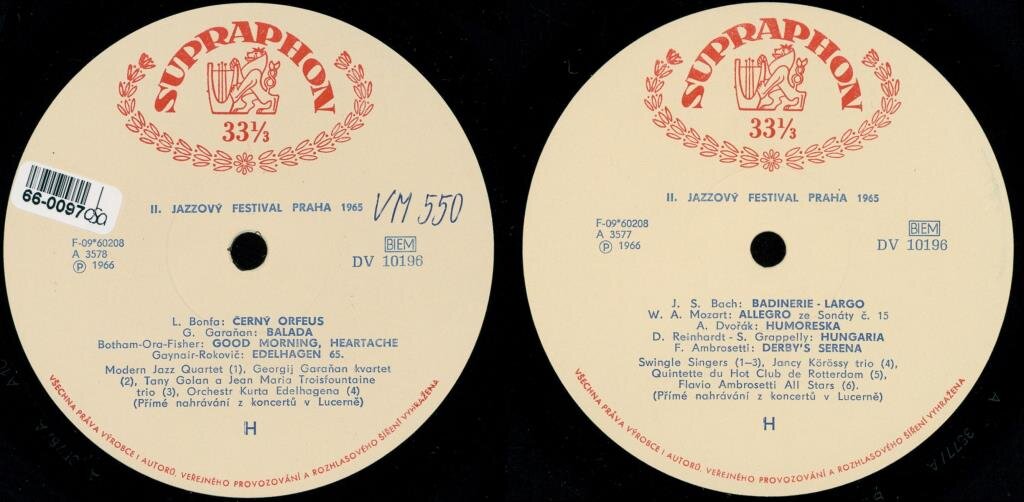 SUPRAPHON
33⅓
66-0097
II. JAZZOVÝ FESTIVAL PRAHA 1965
VM 550
F-09*60208
A 3578
Ⓟ 1966
BIEM
DV 10196
L. Bonfa: ČERNÝ ORFEUS
G. Garaňan: BALADA
Botham-Ora-Fisher: GOOD MORNING, HEARTACHE
Gaynair-Rokovič: EDELHAGEN 65.
Modern Jazz Quartet (1), Georgij Garaňan kvartet
(2), Tany Golan a Jean Maria Troisfountaine
trio (3), Orchestr Kurta Edelhagena (4)
(Přímé nahrávání z koncertů v Lucerně)
H
VŠECHNA PRÁVA VÝROBCE I AUTORŮ, VEŘEJNÉHO PROVOZOVÁNÍ A ROZHLASOVÉHO ŠÍŘENÍ VYHRAŽENA
SUPRAPHON
33⅓
II. JAZZOVÝ FESTIVAL PRAHA 1965
F-09*60208
A 3577
Ⓟ 1966
BIEM
DV 10196
J. S. Bach: BADINERIE - LARGO
W. A. Mozart: ALLEGRO ze Sonáty č. 15
A. Dvořák: HUMORESKA
D. Reinhardt - S. Grappelly: HUNGARIA
F. Ambrosetti: DERBY'S SERENA
Swingle Singers (1—3), Jancy Körössy trio (4),
Quintette du Hot Club de Rotterdam (5),
Flavio Ambrosetti All Stars (6).
(Přímé nahrávání z koncertů v Lucerně)
H
VŠECHNA PRÁVA VÝROBCE I AUTORŮ, VEŘEJNÉHO PROVOZOVÁNÍ A ROZHLASOVÉHO ŠÍŘENÍ VYHRAŽENA